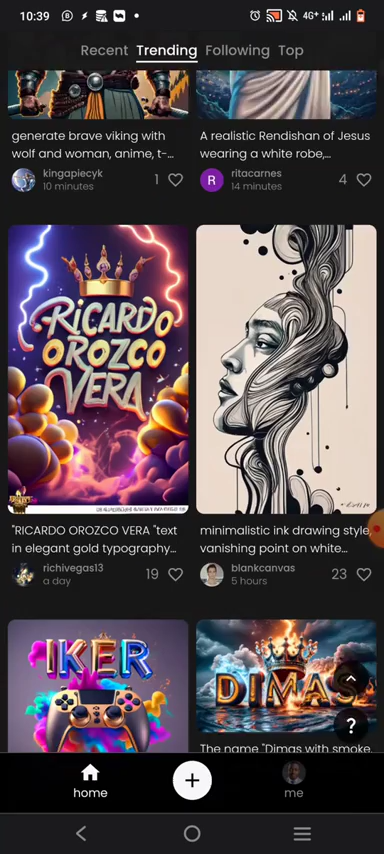 10:39
4G+
Recent Trending Following Top
generate brave viking with
wolf and woman, anime, t-...
kingapiecyk
10 minutes
1
A realistic Rendishan of Jesus
wearing a white robe,...
R
ritacarnes
14 minutes
4
RICARDO
OROZCO
VERA
"RICARDO OROZCO VERA "text
in elegant gold typography...
richivegas13
a day
19
minimalistic ink drawing style,
vanishing point on white...
blankcanvas
5 hours
23
IKER
DIMAS
The name "Dimas with smoke,
?
home
+
me